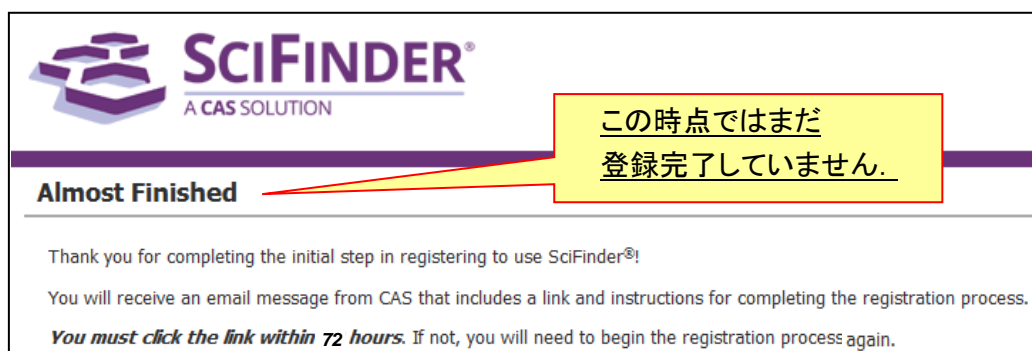 SCIFINDER®
A CAS SOLUTION
この時点ではまだ
登録完了していません.
Almost Finished
Thank you for completing the initial step in registering to use SciFinder®!
You will receive an email message from CAS that includes a link and instructions for completing the registration process.
You must click the link within 72 hours. If not, you will need to begin the registration process again.